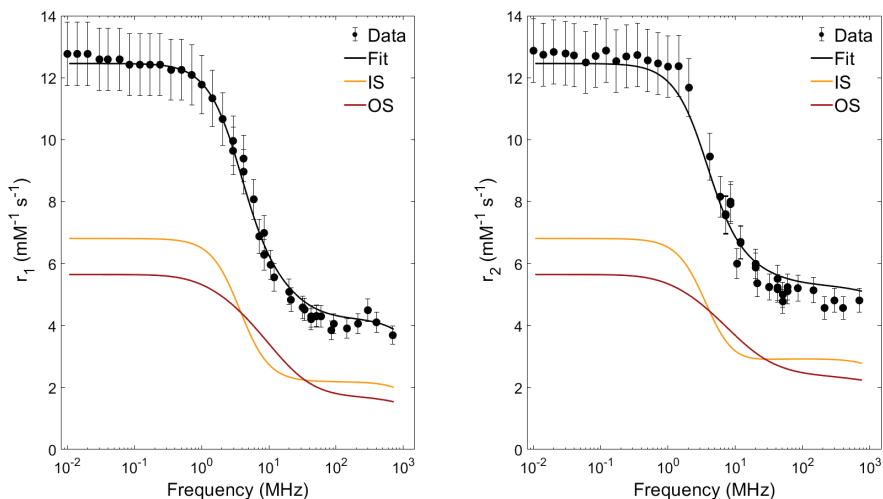 14
12
10
8
6
4
2
0
r1 (mM-1 s-1)
Data
Fit
IS
OS
10-2
10-1
100
101
102
103
Frequency (MHz)
14
12
10
8
6
4
2
0
r2 (mM-1 s-1)
Data
Fit
IS
OS
10-2
10-1
100
101
102
103
Frequency (MHz)